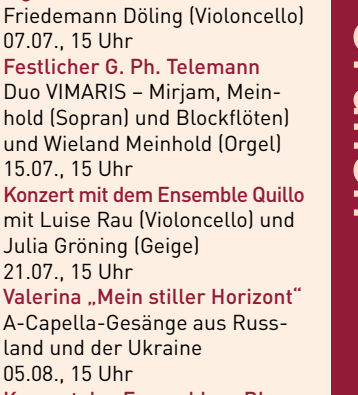 Friedemann Döling (Violoncello)
07.07., 15 Uhr
Festlicher G. Ph. Telemann
Duo VIMARIS – Mirjam, Mein-
hold (Sopran) und Blockflöten)
und Wieland Meinhold (Orgel)
15.07., 15 Uhr
Konzert mit dem Ensemble Quillo
mit Luise Rau (Violoncello) und
Julia Gröning (Geige)
21.07., 15 Uhr
Valerina „Mein stiller Horizont“
A-Capella-Gesänge aus Russ-
land und der Ukraine
05.08., 15 Uhr